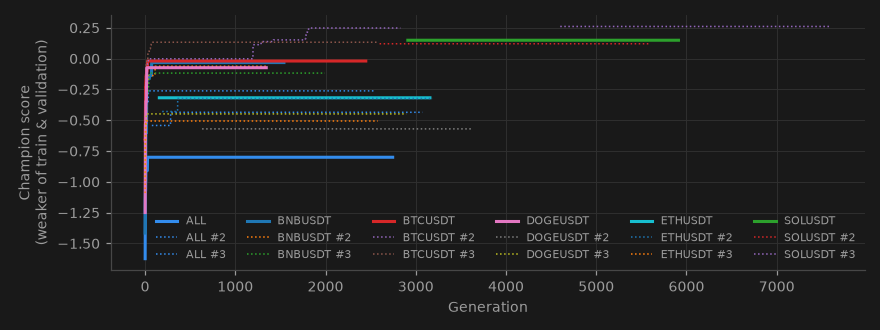 Champion score
(weaker of train & validation)
0.25
0.00
−0.25
−0.50
−0.75
−1.00
−1.25
−1.50
ALL BNBUSDT BTCUSDT DOGEUSDT ETHUSDT SOLUSDT
ALL #2 BNBUSDT #2 BTCUSDT #2 DOGEUSDT #2 ETHUSDT #2 SOLUSDT #2
ALL #3 BNBUSDT #3 BTCUSDT #3 DOGEUSDT #3 ETHUSDT #3 SOLUSDT #3
0 1000 2000 3000 4000 5000 6000 7000
Generation